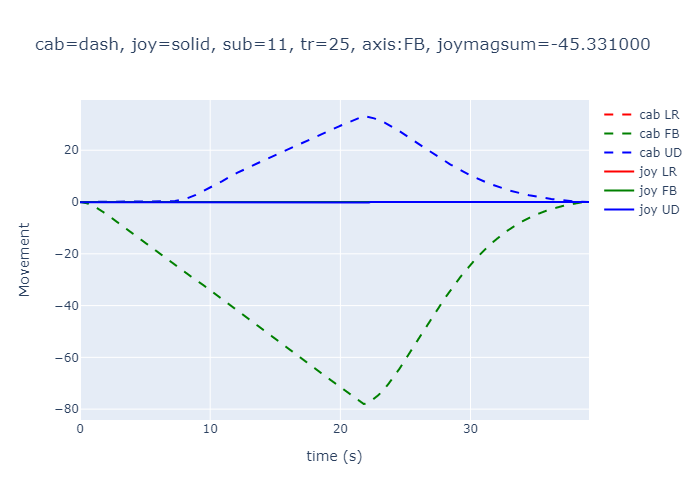 cab=dash, joy=solid, sub=11, tr=25, axis:FB, joymagsum=-45.331000
cab LR
cab FB
cab UD
joy LR
joy FB
joy UD
Movement
20
0
−20
−40
−60
−80
0
10
20
30
time (s)